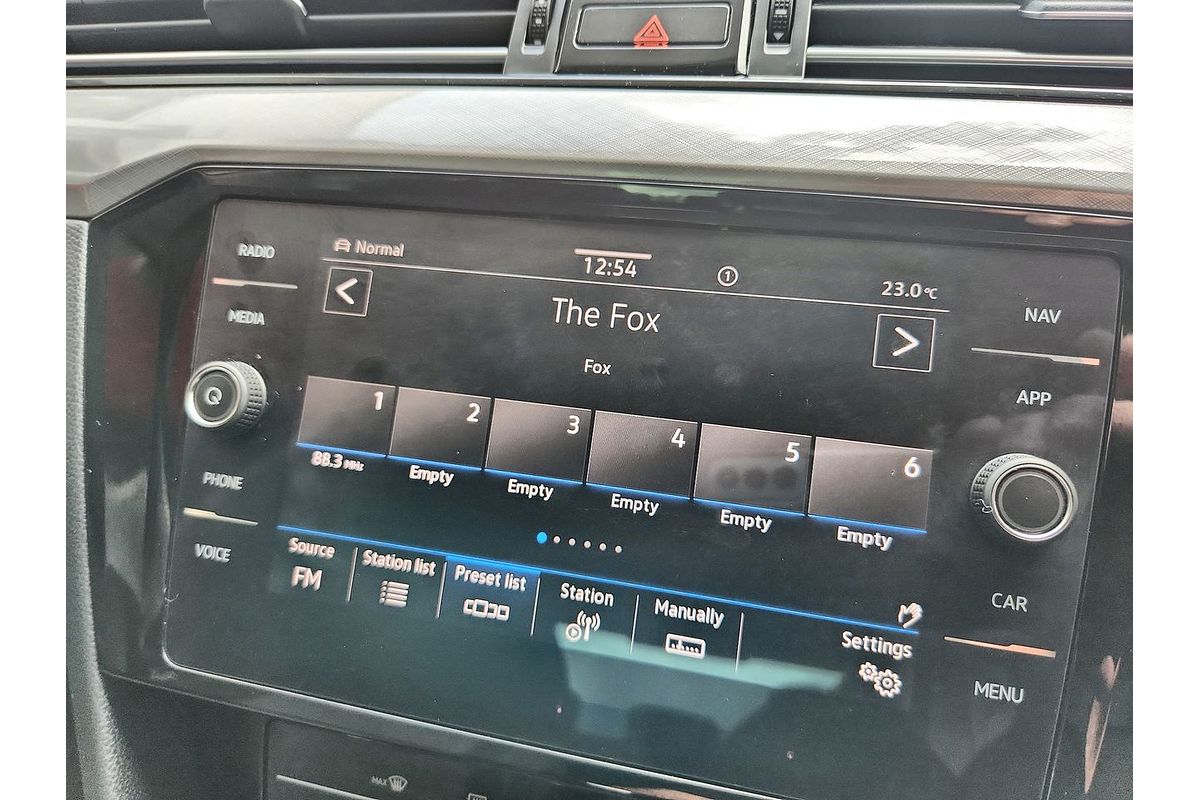 RADIO
MEDIA
PHONE
VOICE
Normal
12:54
1
23.0°C
<
The Fox
>
Fox
1
2
3
4
5
6
88.3 MHz
Empty
Empty
Empty
Empty
Empty
Source
FM
Station list
Preset list
Station
Manually
Settings
NAV
APP
CAR
MENU
MAX